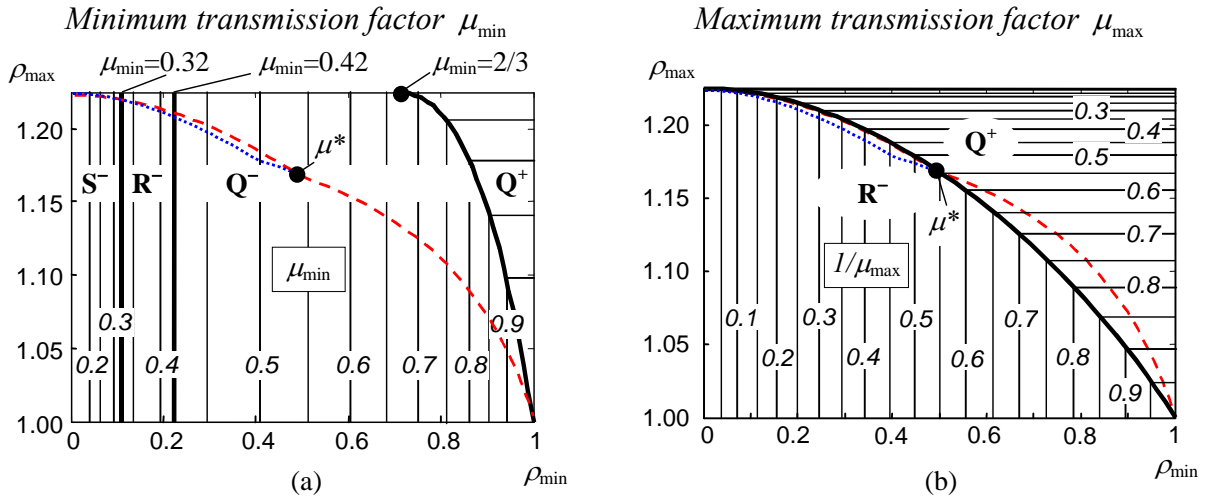 Minimum transmission factor μmin
Maximum transmission factor μmax
ρmax
μmin=0.32
μmin=0.42
μmin=2/3
1.20
1.15
1.10
1.05
1.00
S⁻
R⁻
Q⁻
Q⁺
μ*
μmin
0.2
0.3
0.4
0.5
0.6
0.7
0.8
0.9
0
0.2
0.4
0.6
0.8
1
ρmin
(a)
ρmax
1.20
1.15
1.10
1.05
1.00
Q⁺
R⁻
μ*
1/μmax
0.3
0.4
0.5
0.6
0.7
0.8
0.1
0.2
0.3
0.4
0.5
0.6
0.7
0.8
0.9
0
0.2
0.4
0.6
0.8
1
ρmin
(b)